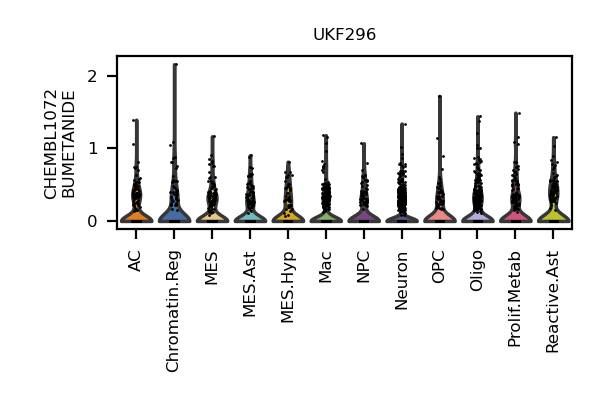 UKF296
CHEMBL1072
BUMETANIDE
2
1
0
AC
Chromatin.Reg
MES
MES.Ast
MES.Hyp
Mac
NPC
Neuron
OPC
Oligo
Prolif.Metab
Reactive.Ast